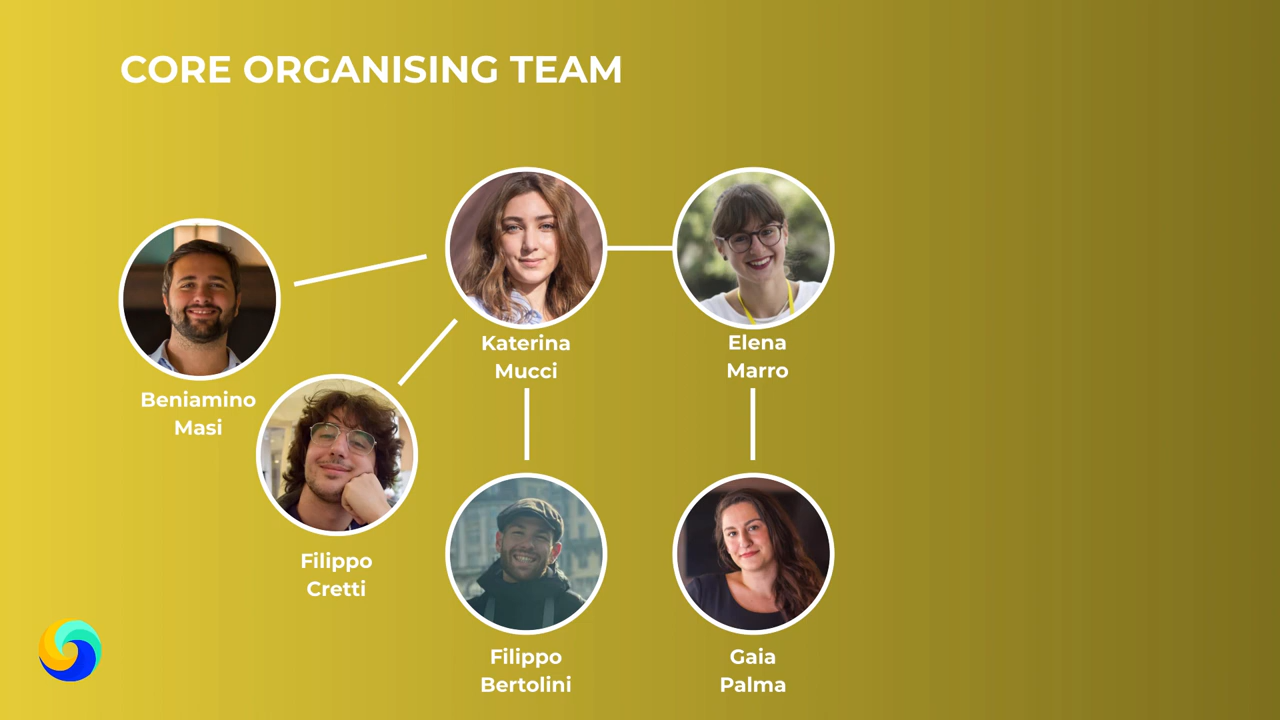 CORE ORGANISING TEAM
Katerina
Mucci
Elena
Marro
Beniamino
Masi
Filippo
Cretti
Filippo
Bertolini
Gaia
Palma